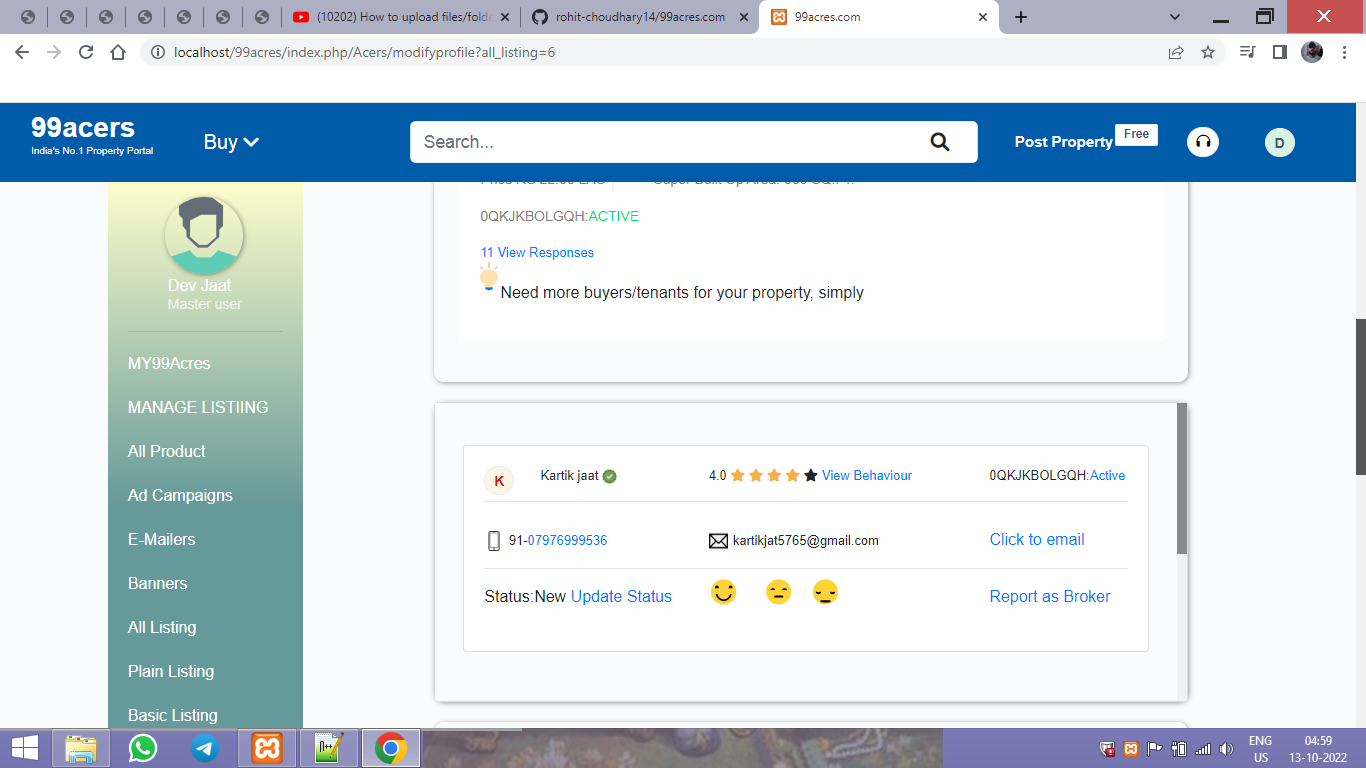 (10202) How to upload files/folde
rohit-choudhary14/99acres.com
99acres.com
localhost/99acres/index.php/Acers/modifyprofile?all_listing=6
99acers
India's No.1 Property Portal
Buy
Search...
Post Property Free
D
Dev Jaat
Master user
MY99Acres
MANAGE LISTIING
All Product
Ad Campaigns
E-Mailers
Banners
All Listing
Plain Listing
Basic Listing
0QKJKBOLGQH:ACTIVE
11 View Responses
Need more buyers/tenants for your property, simply
K Kartik jaat 4.0 View Behaviour 0QKJKBOLGQH:Active
91-07976999536 kartikjat5765@gmail.com Click to email
Status:New Update Status Report as Broker
ENG 04:59
US 13-10-2022